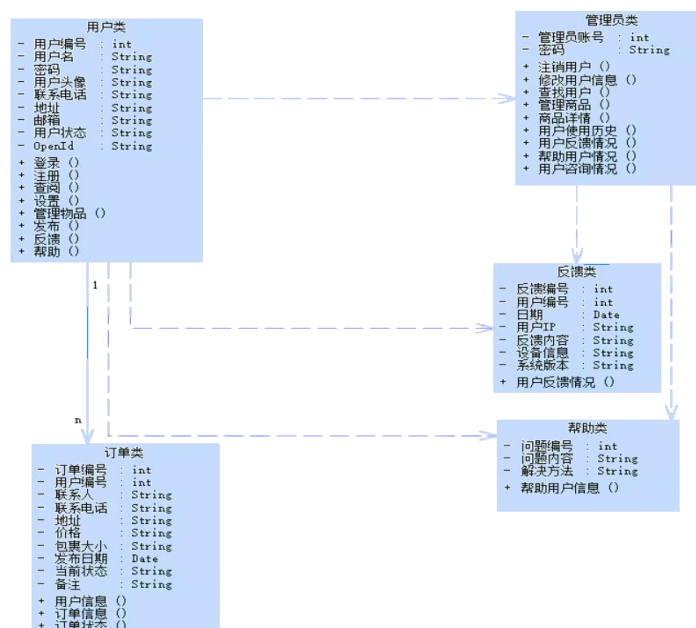 用户类
- 用户编号 : int
- 用户名 : String
- 密码 : String
- 用户头像 : String
- 联系电话 : String
- 地址 : String
- 邮箱 : String
- 用户状态 : String
- OpenId : String
+ 登录 ()
+ 注册 ()
+ 查阅 ()
+ 设置 ()
+ 管理物品 ()
+ 发布 ()
+ 反馈 ()
+ 帮助 ()
管理员类
- 管理员账号 : int
- 密码 : String
+ 注销用户 ()
+ 修改用户信息 ()
+ 查找用户 ()
+ 管理商品 ()
+ 商品详情 ()
+ 用户使用历史 ()
+ 用户反馈情况 ()
+ 帮助用户情况 ()
+ 用户咨询情况 ()
1
n
反馈类
- 反馈编号 : int
- 用户编号 : int
- 日期 : Date
- 用户IP : String
- 反馈内容 : String
- 设备信息 : String
- 系统版本 : String
+ 用户反馈情况 ()
帮助类
- 问题编号 : int
- 问题内容 : String
- 解决方法 : String
+ 帮助用户信息 ()
订单类
- 订单编号 : int
- 用户编号 : int
- 联系人 : String
- 联系电话 : String
- 地址 : String
- 价格 : String
- 包裹大小 : String
- 发布日期 : Date
- 当前状态 : String
- 备注 : String
+ 用户信息 ()
+ 订单信息 ()
+ 订单状态 ()